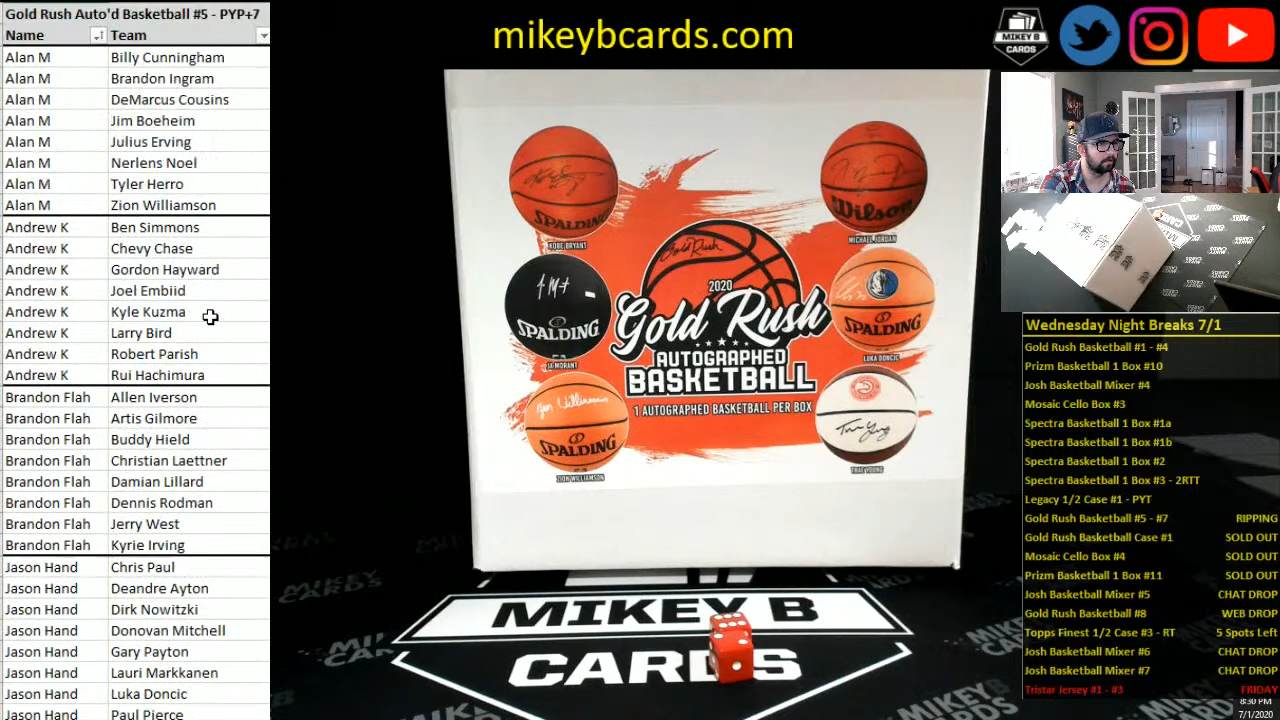 Gold Rush Auto'd Basketball #5 - PYP+7
Name Team
Alan M Billy Cunningham
Alan M Brandon Ingram
Alan M DeMarcus Cousins
Alan M Jim Boeheim
Alan M Julius Erving
Alan M Nerlens Noel
Alan M Tyler Herro
Alan M Zion Williamson
Andrew K Ben Simmons
Andrew K Chevy Chse
Andrew K Gordon Hayward
Andrew K Joel Embiid
Andrew K Kyle Kuzma
Andrew K Larry Bird
Andrew K Robert Parish
Andrew K Rui Hachimura
Brandon Flah Allen Iverson
Brandon Flah Artis Gilmore
Brandon Flah Buddy Hield
Brandon Flah Christian Laettner
Brandon Flah Damian Lillard
Brandon Flah Dennis Rodman
Brandon Flah Jerry West
Brandon Flah Kyrie Irving
Jason Hand Chris Paul
Jason Hand Deandre Ayton
Jason Hand Dirk Nowitzki
Jason Hand Donovan Mitchell
Jason Hand Gary Payton
Jason Hand Lauri Markkanen
Jason Hand Luka Doncic
Jason Hand Paul Pierce
mikeybcards.com
MIKEY B
CARDS
SPALDING
KOBE BRYANT
Wilson
MICHAEL JORDAN
SPALDING
JA MORANT
SPALDING
LUKA DONCIC
SPALDING
ZION WILLIAMSON
TRAE YOUNG
Gold Rush
2020
Gold Rush
AUTOGRAPHED
BASKETBALL
1 AUTOGRAPHED BASKETBALL PER BOX
MIKEY B
CARDS
Wednesday Night Breaks 7/1
Gold Rush Basketball #1 - #4
Prizm Basketball 1 Box #10
Josh Basketball Mixer #4
Mosaic Cello Box #3
Spectra Basketball 1 Box #1a
Spectra Basketball 1 Box #1b
Spectra Basketball 1 Box #2
Spectra Basketball 1 Box #3 - 2RTT
Legacy 1/2 Case #1 - PYT
Gold Rush Basketball #5 - #7 RIPPING
Gold Rush Basketball Case #1 SOLD OUT
Mosaic Cello Box #4 SOLD OUT
Prizm Basketball 1 Box #11 SOLD OUT
Josh Basketball Mixer #5 CHAT DROP
Gold Rush Basketball #8 WEB DROP
Topps Finest 1/2 Case #3 - RT 5 Spots Left
Josh Basketball Mixer #6 CHAT DROP
Josh Basketball Mixer #7 CHAT DROP
Tristar Jersey #1 - #3 FRIDAY
8:30 PM
7/1/2020